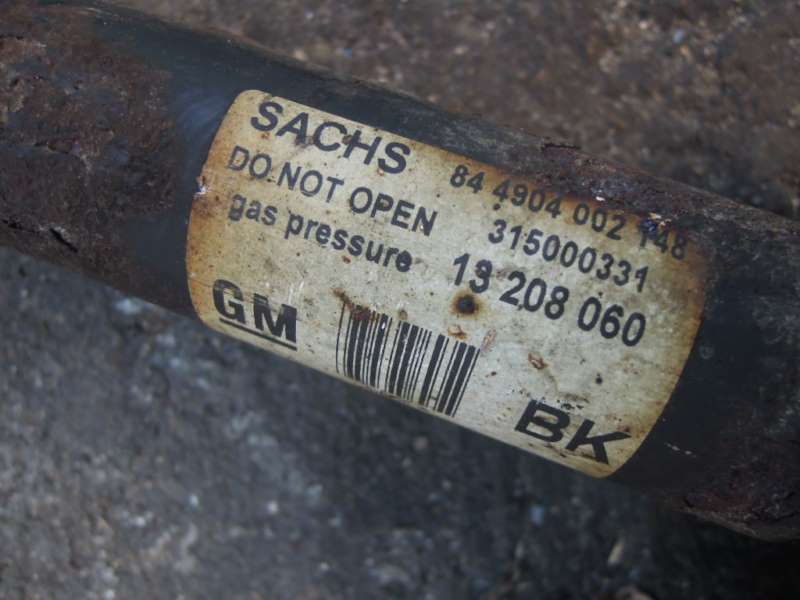 SACHS 84 4904 002 148
DO NOT OPEN 315000331
gas pressure 13 208 060
GM
BK